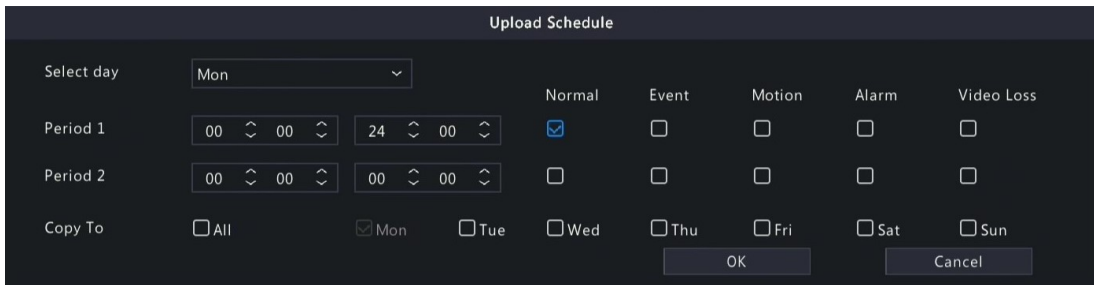 Upload Schedule
Select day Mon
Normal Event Motion Alarm Video Loss
Period 1 00 00 24 00
Period 2 00 00 00 00
Copy To All Mon Tue Wed Thu Fri Sat Sun
OK Cancel